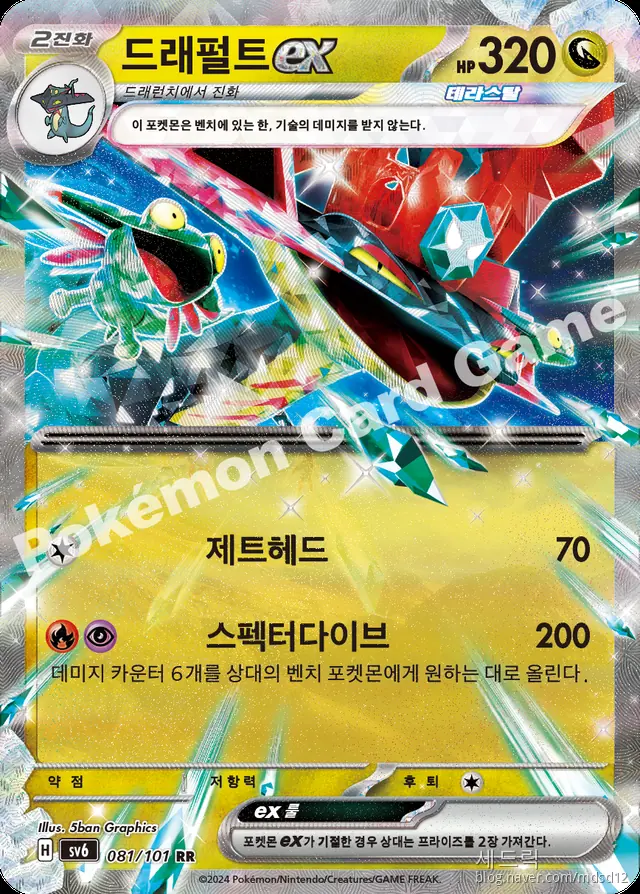 2진화
드래펄트 ex
HP 320
드래런치에서 진화
테라스탈
이 포켓몬은 벤치에 있는 한, 기술의 데미지를 받지 않는다.
Pokémon Card Game
제트헤드 70
스펙터다이브 200
데미지 카운터 6개를 상대의 벤치 포켓몬에게 원하는 대로 올린다.
약점 저항력 후퇴
ex 룰
포켓몬 ex가 기절한 경우 상대는 프라이즈를 2장 가져간다.
Illus. 5ban Graphics
H sv6 081/101 RR
©2024 Pokémon/Nintendo/Creatures/GAME FREAK.
세드릭
blog.naver.com/mdsd12